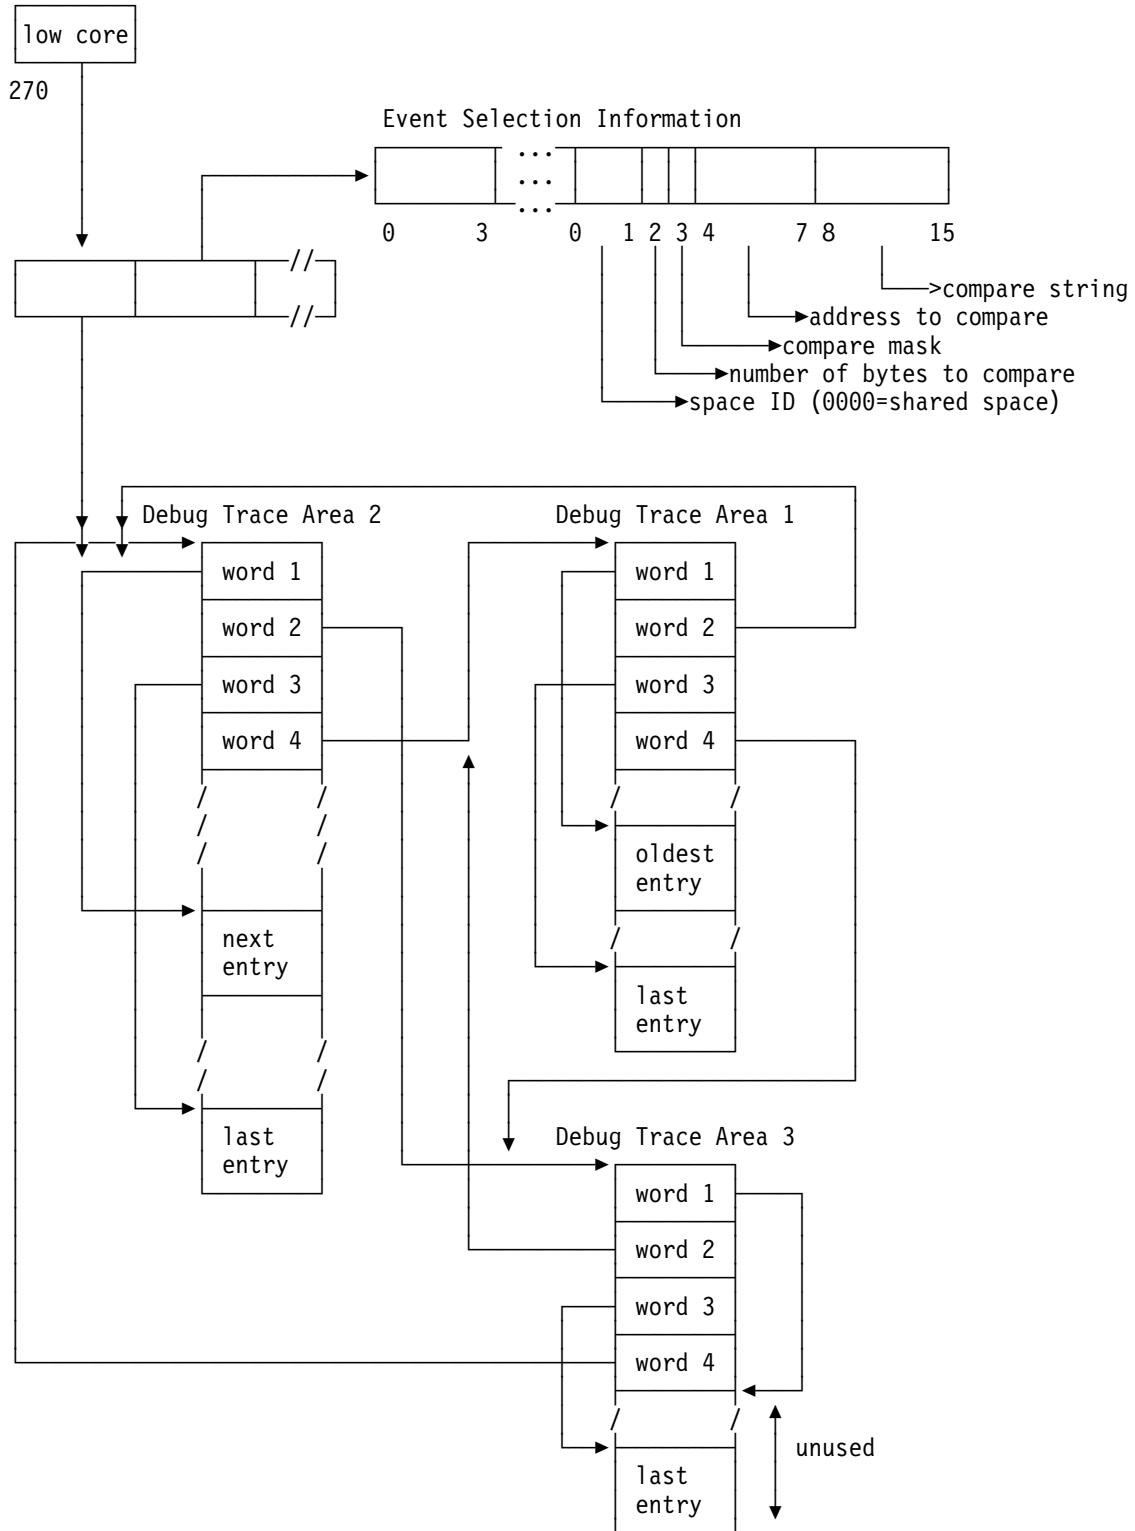 low core
270
Event Selection Information
...
...
...
0 3 0 1 2 3 4 7 8 15
//
//
>compare string
address to compare
compare mask
number of bytes to compare
space ID (0000=shared space)
Debug Trace Area 2
word 1
word 2
word 3
word 4
next
entry
last
entry
Debug Trace Area 1
word 1
word 2
word 3
word 4
oldest
entry
last
entry
Debug Trace Area 3
word 1
word 2
word 3
word 4
unused
last
entry